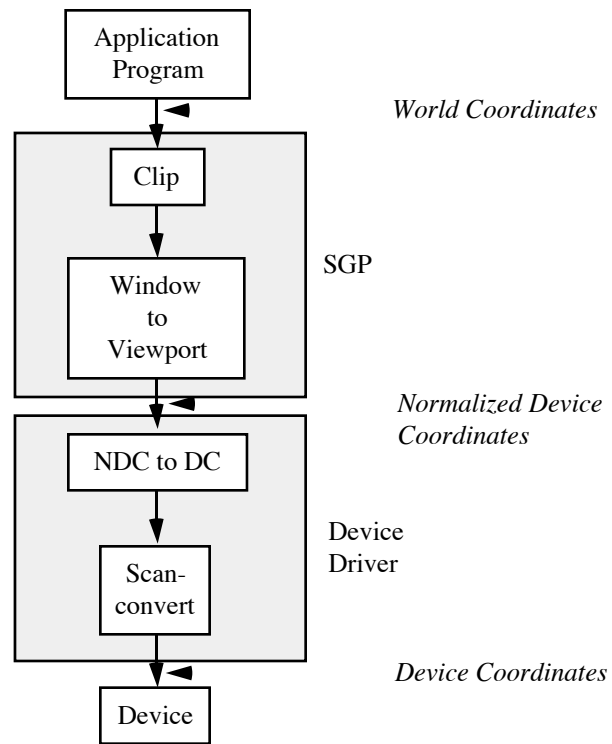 Application
Program
World Coordinates
Clip
SGP
Window
to
Viewport
Normalized Device
Coordinates
NDC to DC
Device
Driver
Scan-
convert
Device Coordinates
Device